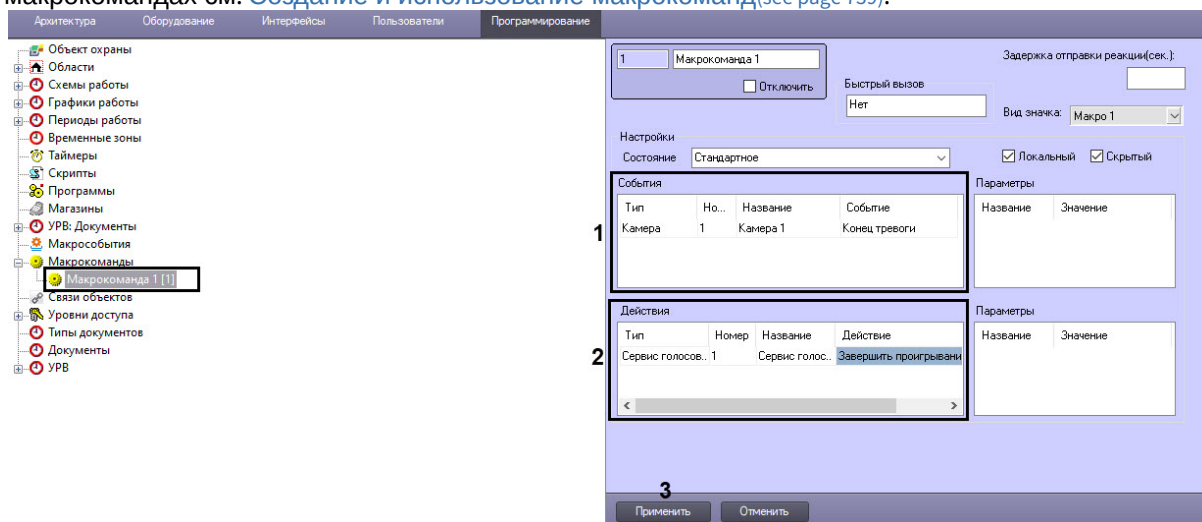 макрокомандах см. Создание и использование макрокоманд(see page 759).
Архитектура Оборудование Интерфейсы Пользователи Программирование
Объект охраны
Области
Схемы работы
Графики работы
Периоды работы
Временные зоны
Таймеры
Скрипты
Программы
Магазины
УРВ: Документы
Макрособытия
Макрокоманды
Макрокоманда 1 [1]
Связи объектов
Уровни доступа
Типы документов
Документы
УРВ
1 Макрокоманда 1
Отключить
Быстрый вызов
Нет
Задержка отправки реакции(сек.):
Вид значка: Макро 1
Настройки
Состояние Стандартное
Локальный Скрытый
1
События
Тип Но... Название Событие
Камера 1 Камера 1 Конец тревоги
Параметры
Название Значение
2
Действия
Тип Номер Название Действие
Сервис голосов.. 1 Сервис голос.. Завершить проигрывани
Параметры
Название Значение
3
Применить Отменить